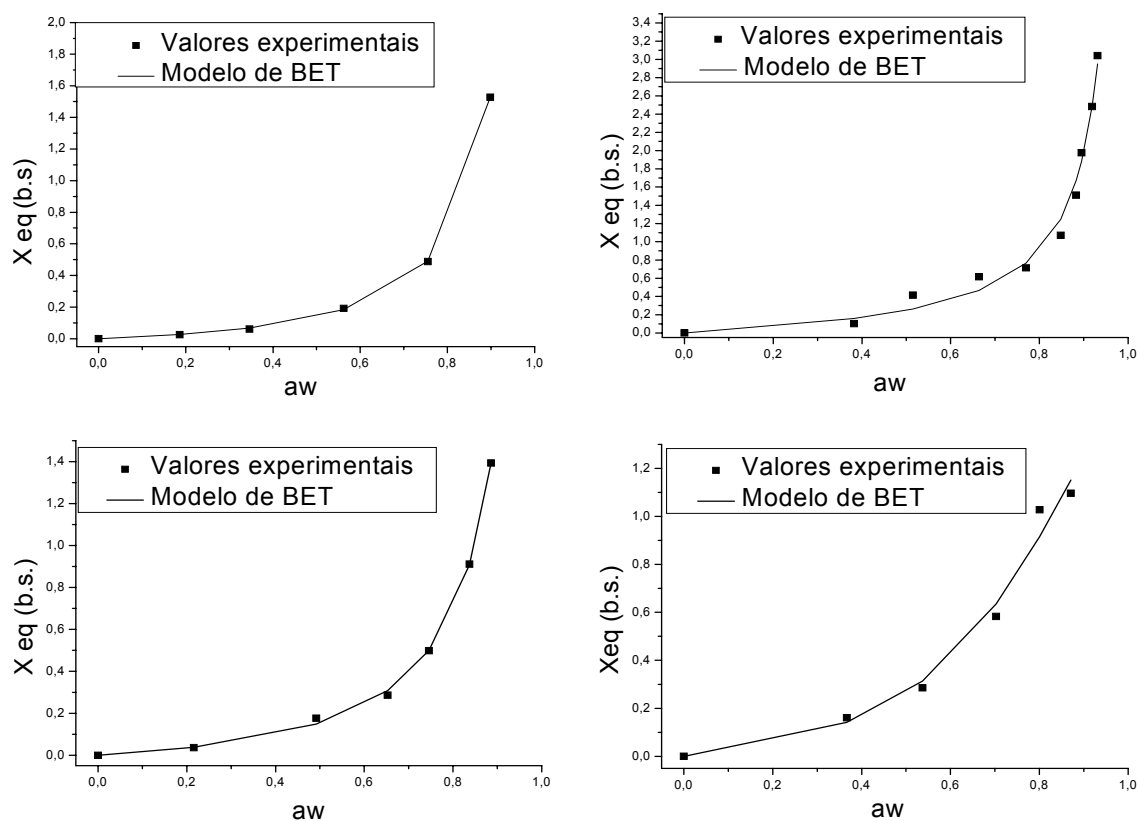 Valores experimentais
Modelo de BET
2,0
1,8
1,6
1,4
1,2
1,0
0,8
0,6
0,4
0,2
0,0
X eq (b.s)
0,0 0,2 0,4 0,6 0,8 1,0
aw
Valores experimentais
Modelo de BET
3,4
3,2
3,0
2,8
2,6
2,4
2,2
2,0
1,8
1,6
1,4
1,2
1,0
0,8
0,6
0,4
0,2
0,0
X eq (b.s.)
0,0 0,2 0,4 0,6 0,8 1,0
aw
Valores experimentais
Modelo de BET
1,4
1,2
1,0
0,8
0,6
0,4
0,2
0,0
X eq (b.s.)
0,0 0,2 0,4 0,6 0,8 1,0
aw
Valores experimentais
Modelo de BET
1,2
1,0
0,8
0,6
0,4
0,2
0,0
Xeq (b.s.)
0,0 0,2 0,4 0,6 0,8 1,0
aw